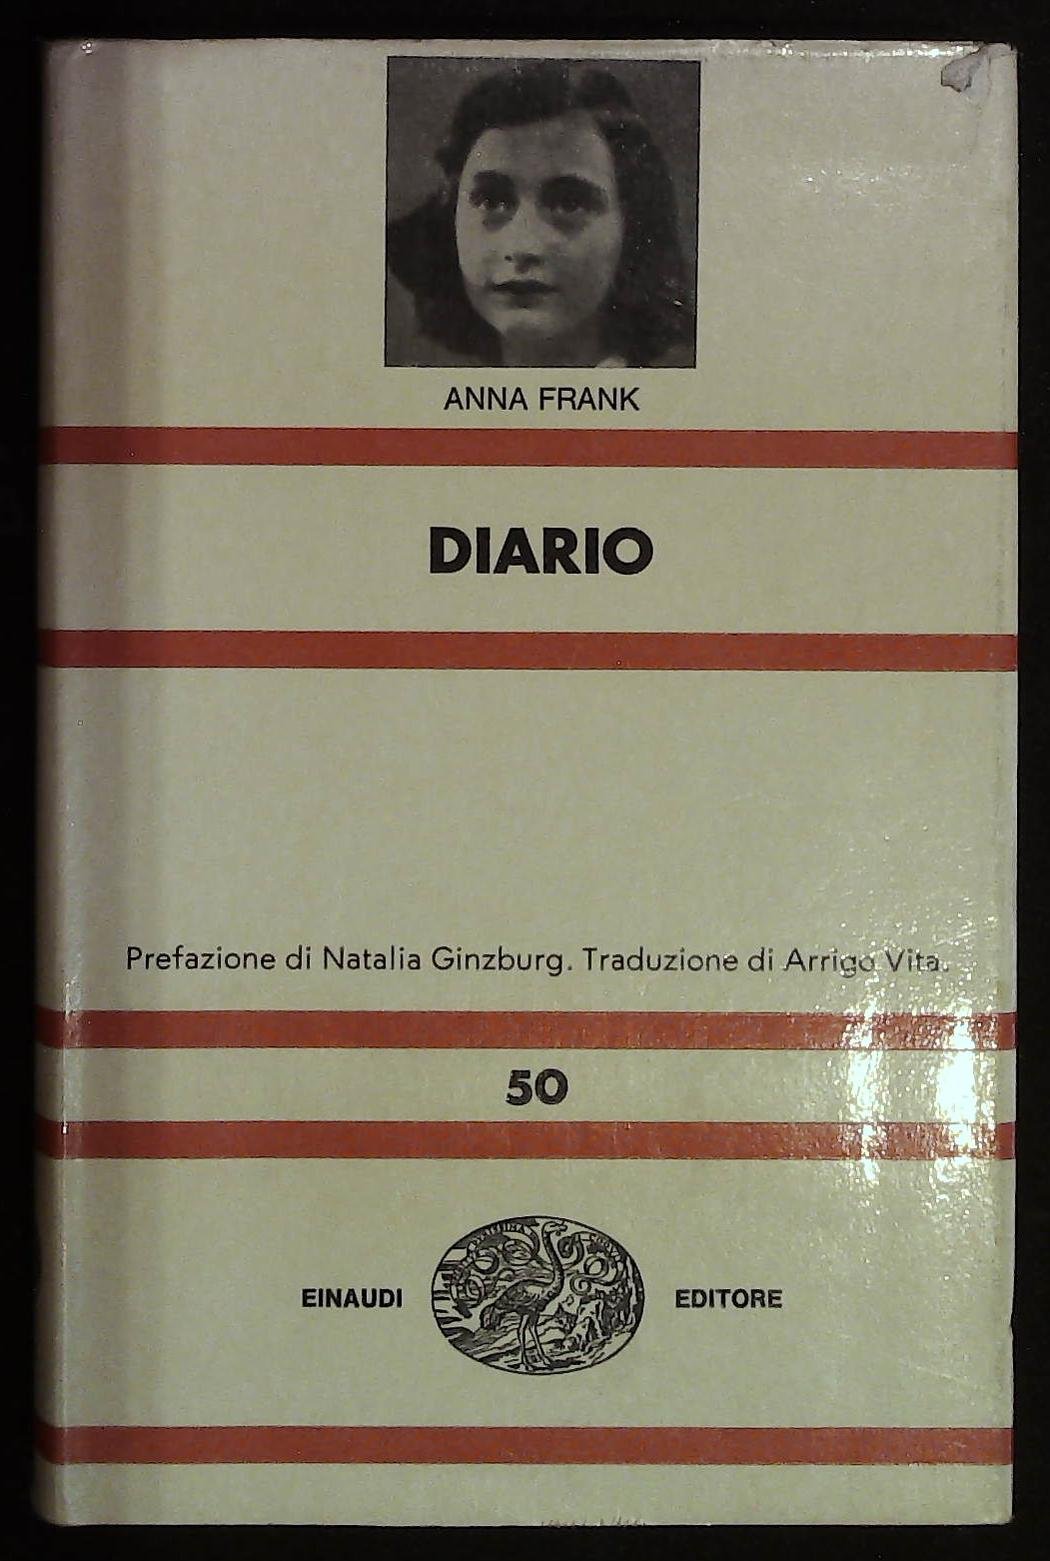 ANNA FRANK
DIARIO
Prefazione di Natalia Ginzburg. Traduzione di Arrigo Vita.
50
EINAUDI EDITORE